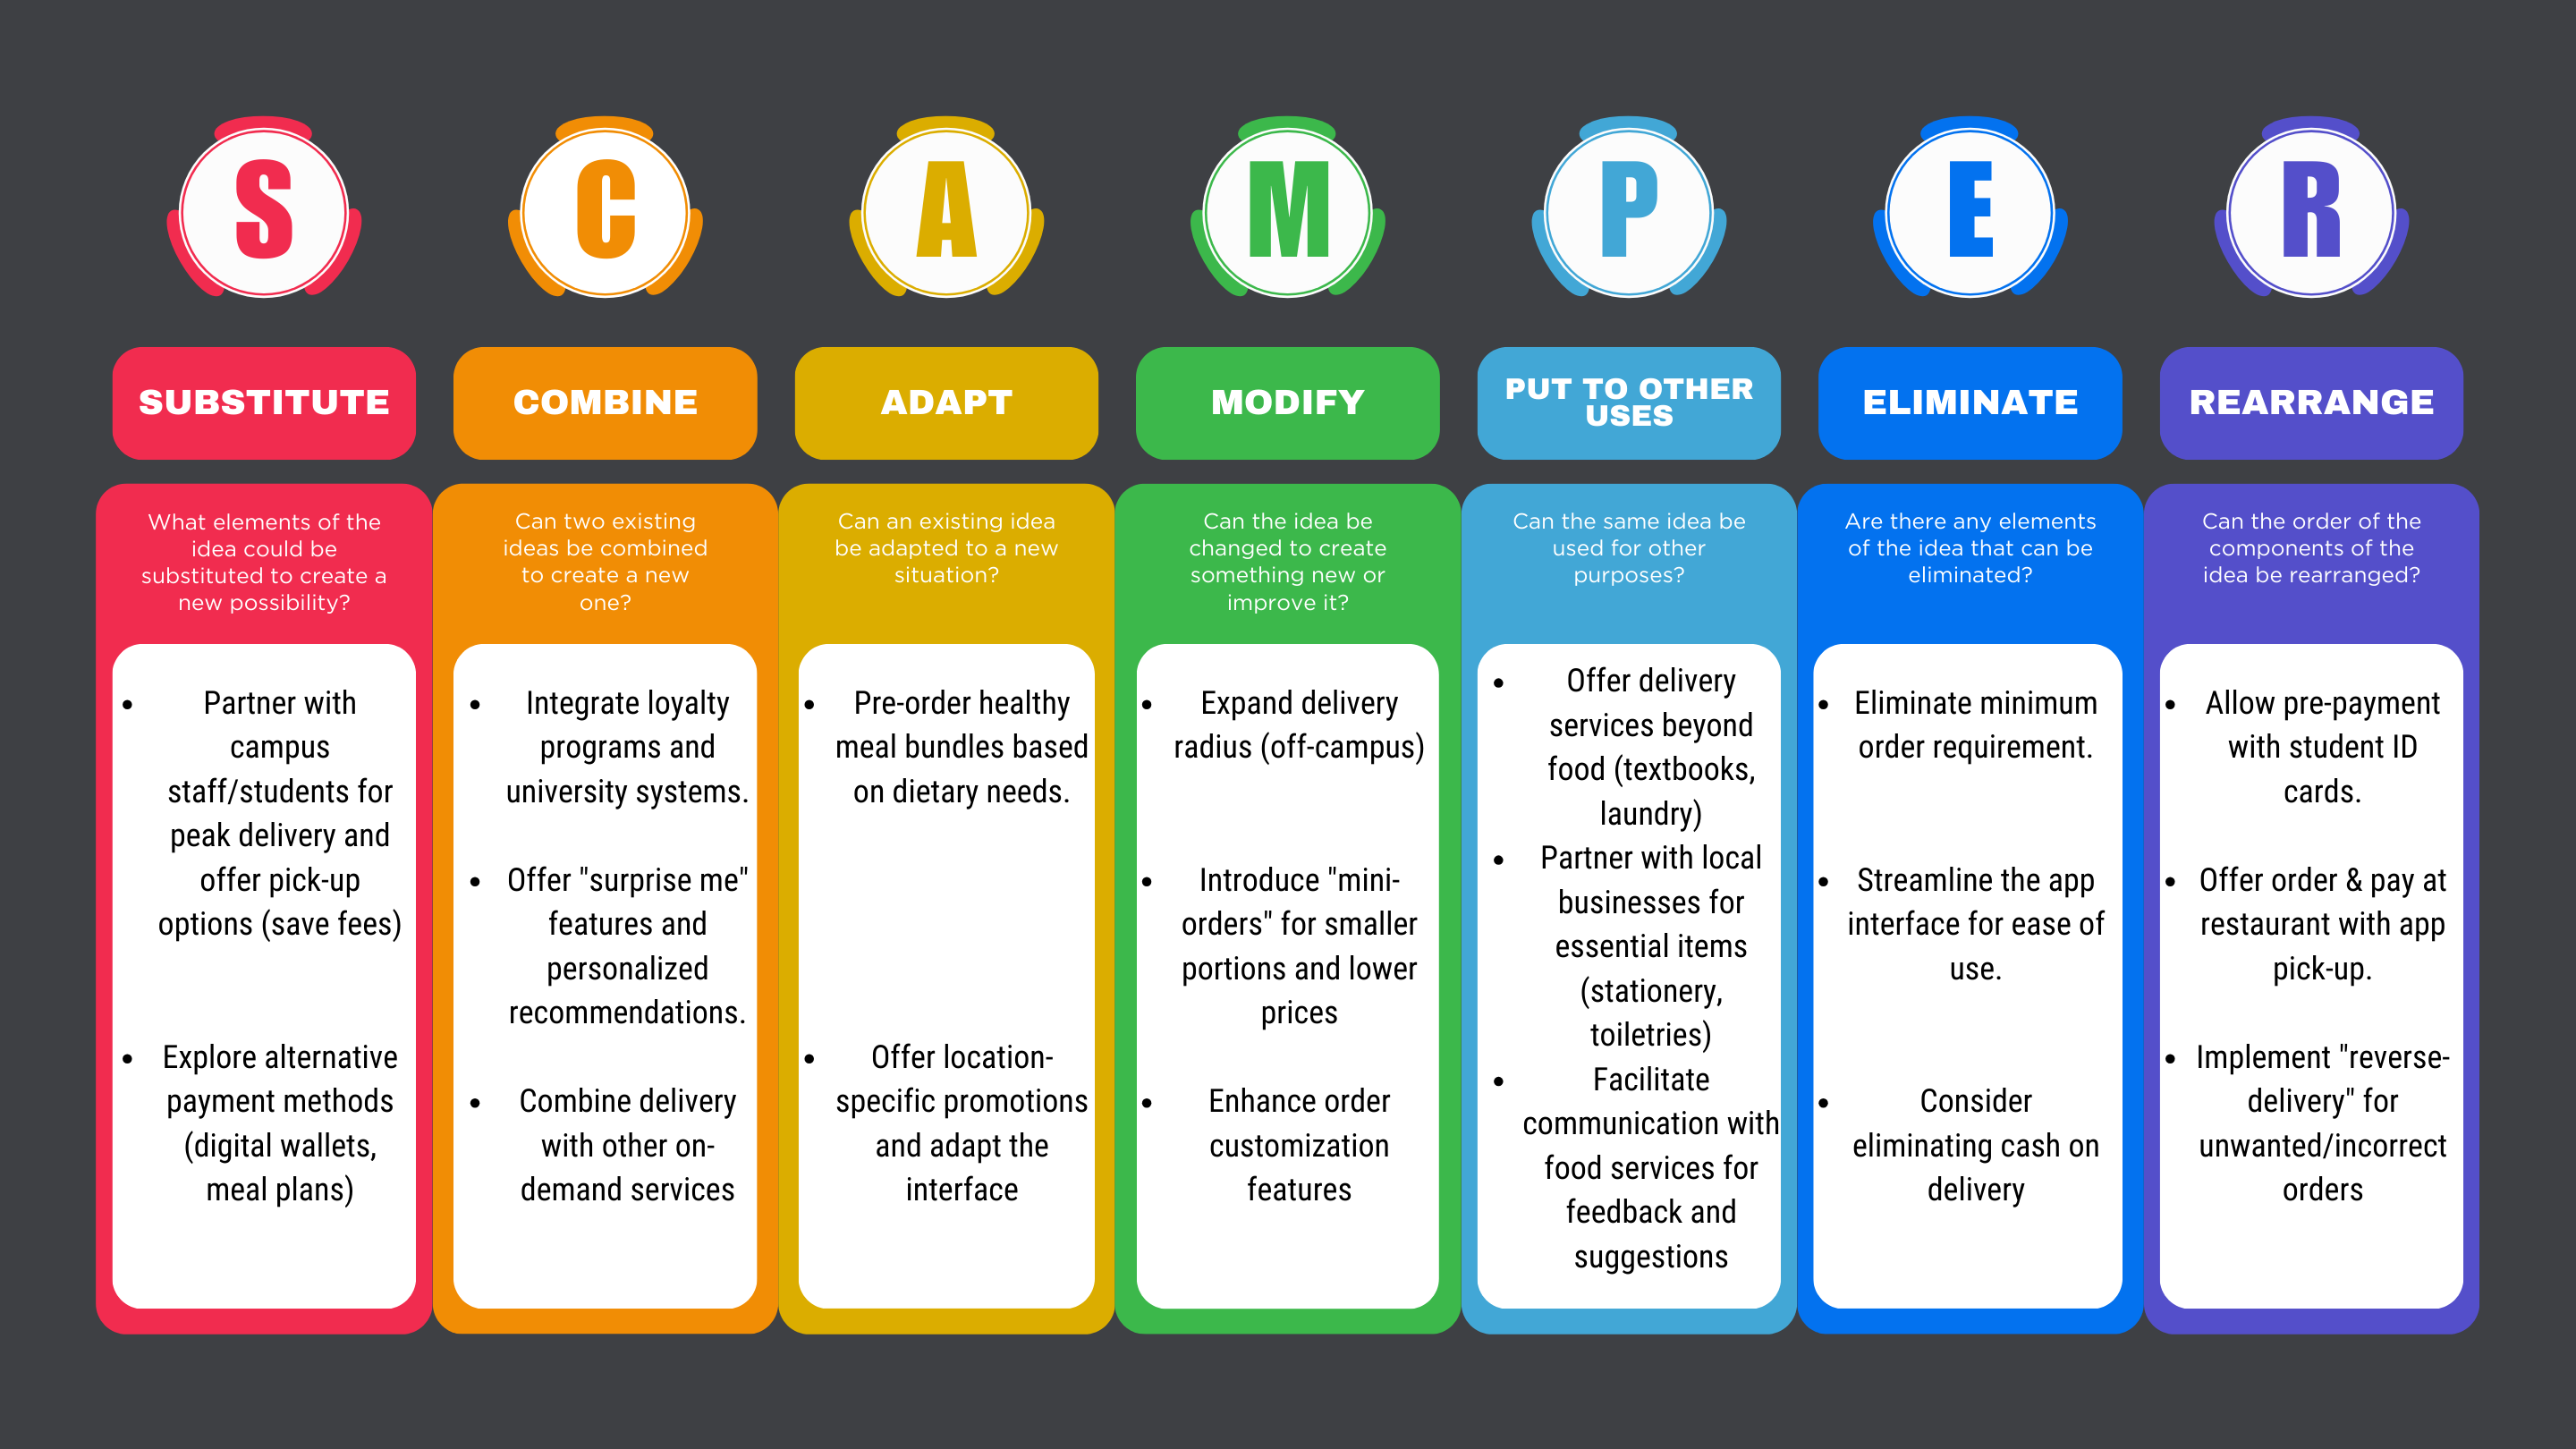 S
C
A
M
P
E
R
SUBSTITUTE
COMBINE
ADAPT
MODIFY
PUT TO OTHER
USES
ELIMINATE
REARRANGE
What elements of the
idea could be
substituted to create a
new possibility?
Can two existing
ideas be combined
to create a new
one?
Can an existing idea
be adapted to a new
situation?
Can the idea be
changed to create
something new or
improve it?
Can the same idea be
used for other
purposes?
Are there any elements
of the idea that can be
eliminated?
Can the order of the
components of the
idea be rearranged?
• Partner with
campus
staff/students for
peak delivery and
offer pick-up
options (save fees)
• Explore alternative
payment methods
(digital wallets,
meal plans)
• Integrate loyalty
programs and
university systems.
• Offer "surprise me"
features and
personalized
recommendations.
• Combine delivery
with other on-
demand services
• Pre-order healthy
meal bundles based
on dietary needs.
• Offer location-
specific promotions
and adapt the
interface
• Expand delivery
radius (off-campus)
• Introduce "mini-
orders" for smaller
portions and lower
prices
• Enhance order
customization
features
• Offer delivery
services beyond
food (textbooks,
laundry)
• Partner with local
businesses for
essential items
(stationery,
toiletries)
• Facilitate
communication with
food services for
feedback and
suggestions
• Eliminate minimum
order requirement.
• Streamline the app
interface for ease of
use.
• Consider
eliminating cash on
delivery
• Allow pre-payment
with student ID
cards.
• Offer order & pay at
restaurant with app
pick-up.
• Implement "reverse-
delivery" for
unwanted/incorrect
orders